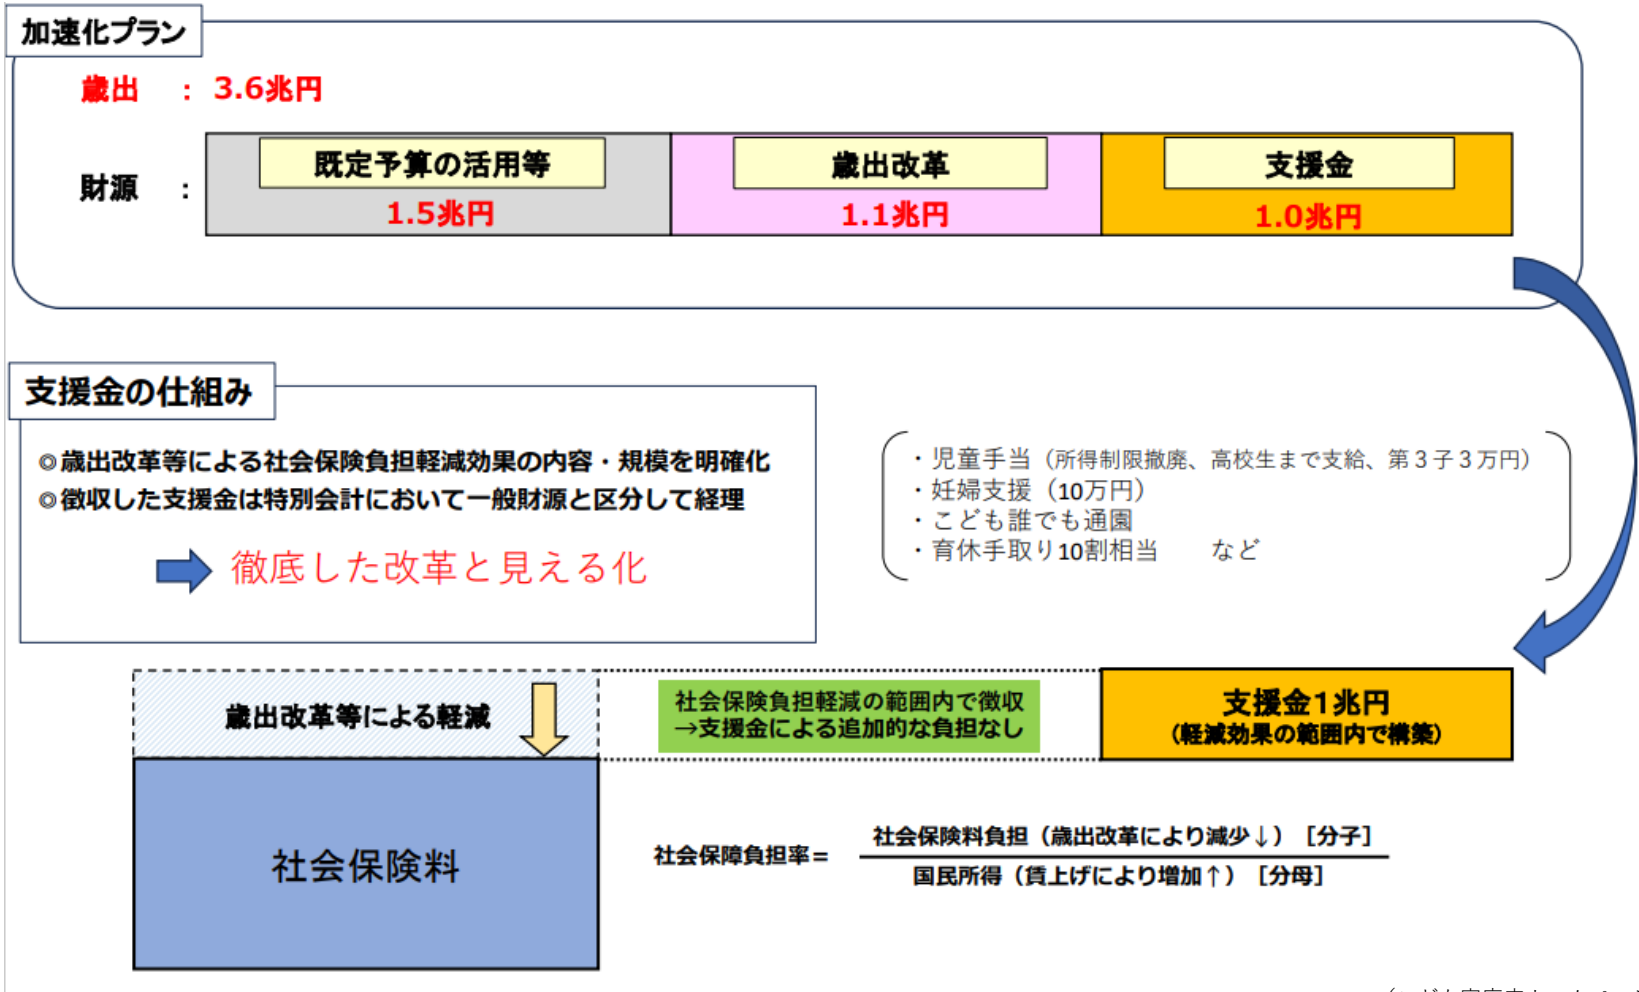 加速化プラン
歳出 : 3.6兆円
財源 :
既定予算の活用等
1.5兆円
歳出改革
1.1兆円
支援金
1.0兆円
支援金の仕組み
◎歳出改革等による社会保険負担軽減効果の内容・規模を明確化
◎徴収した支援金は特別会計において一般財源と区分して経理
徹底した改革と見える化
・児童手当（所得制限撤廃、高校生まで支給、第３子３万円）
・妊婦支援（10万円）
・こども誰でも通園
・育休手取り10割相当　　など
歳出改革等による軽減
社会保険負担軽減の範囲内で徴収
→支援金による追加的な負担なし
支援金1兆円
（軽減効果の範囲内で構築）
社会保険料
社会保障負担率＝
社会保険料負担（歳出改革により減少↓）［分子］
国民所得（賃上げにより増加↑）［分母］